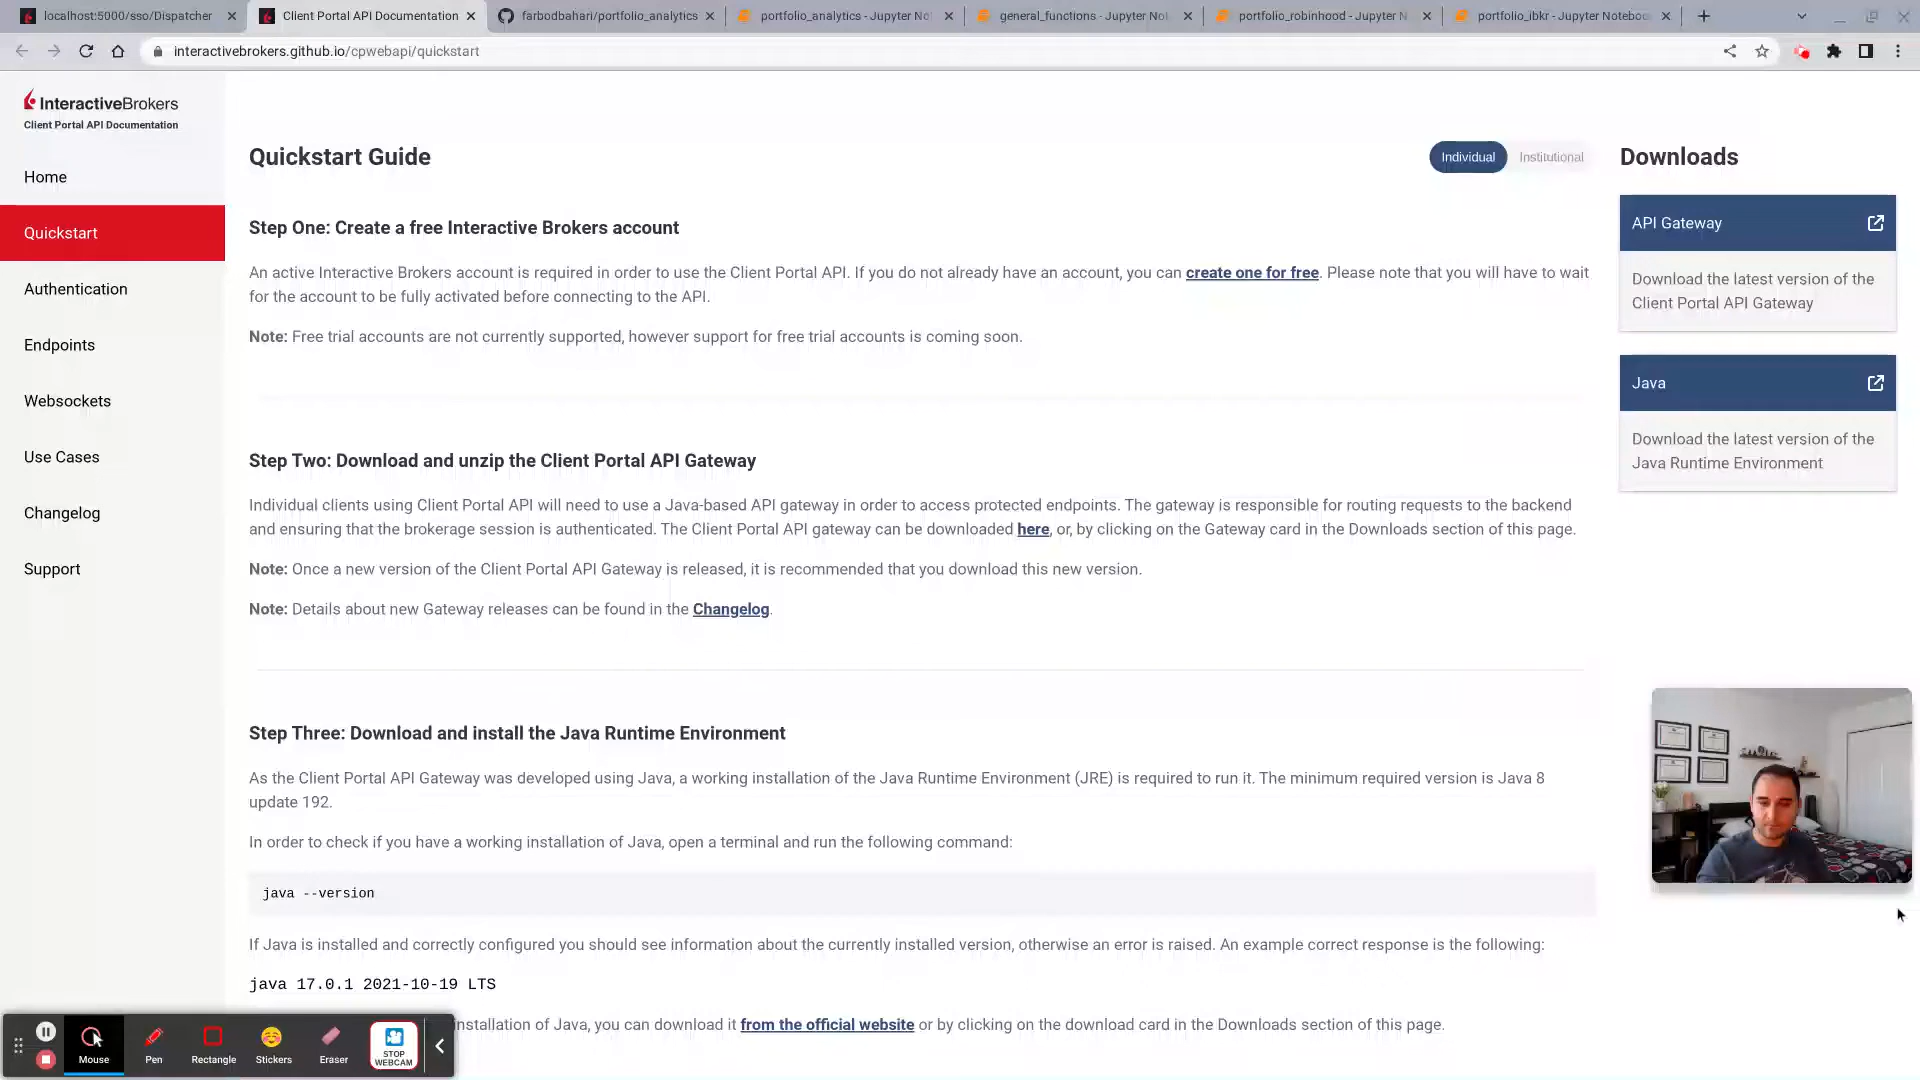 localhost:5000/sso/Dispatcher
Client Portal API Documentation
farbodbahari/portfolio_analytics
portfolio_analytics - Jupyter No
general_functions - Jupyter Not
portfolio_robinhood - Jupyter N
portfolio_ibkr - Jupyter Notebook
interactivebrokers.github.io/cpwebapi/quickstart
InteractiveBrokers
Client Portal API Documentation
Home
Quickstart
Authentication
Endpoints
Websockets
Use Cases
Changelog
Support
Quickstart Guide
Individual
Institutional
Step One: Create a free Interactive Brokers account
An active Interactive Brokers account is required in order to use the Client Portal API. If you do not already have an account, you can create one for free. Please note that you will have to wait
for the account to be fully activated before connecting to the API.
Note: Free trial accounts are not currently supported, however support for free trial accounts is coming soon.
Step Two: Download and unzip the Client Portal API Gateway
Individual clients using Client Portal API will need to use a Java-based API gateway in order to access protected endpoints. The gateway is responsible for routing requests to the backend
and ensuring that the brokerage session is authenticated. The Client Portal API gateway can be downloaded here, or, by clicking on the Gateway card in the Downloads section of this page.
Note: Once a new version of the Client Portal API Gateway is released, it is recommended that you download this new version.
Note: Details about new Gateway releases can be found in the Changelog.
Step Three: Download and install the Java Runtime Environment
As the Client Portal API Gateway was developed using Java, a working installation of the Java Runtime Environment (JRE) is required to run it. The minimum required version is Java 8
update 192.
In order to check if you have a working installation of Java, open a terminal and run the following command:
java --version
If Java is installed and correctly configured you should see information about the currently installed version, otherwise an error is raised. An example correct response is the following:
java 17.0.1 2021-10-19 LTS
installation of Java, you can download it from the official website or by clicking on the download card in the Downloads section of this page.
Downloads
API Gateway
Download the latest version of the
Client Portal API Gateway
Java
Download the latest version of the
Java Runtime Environment
Mouse
Pen
Rectangle
Stickers
Eraser
STOP
WEBCAM